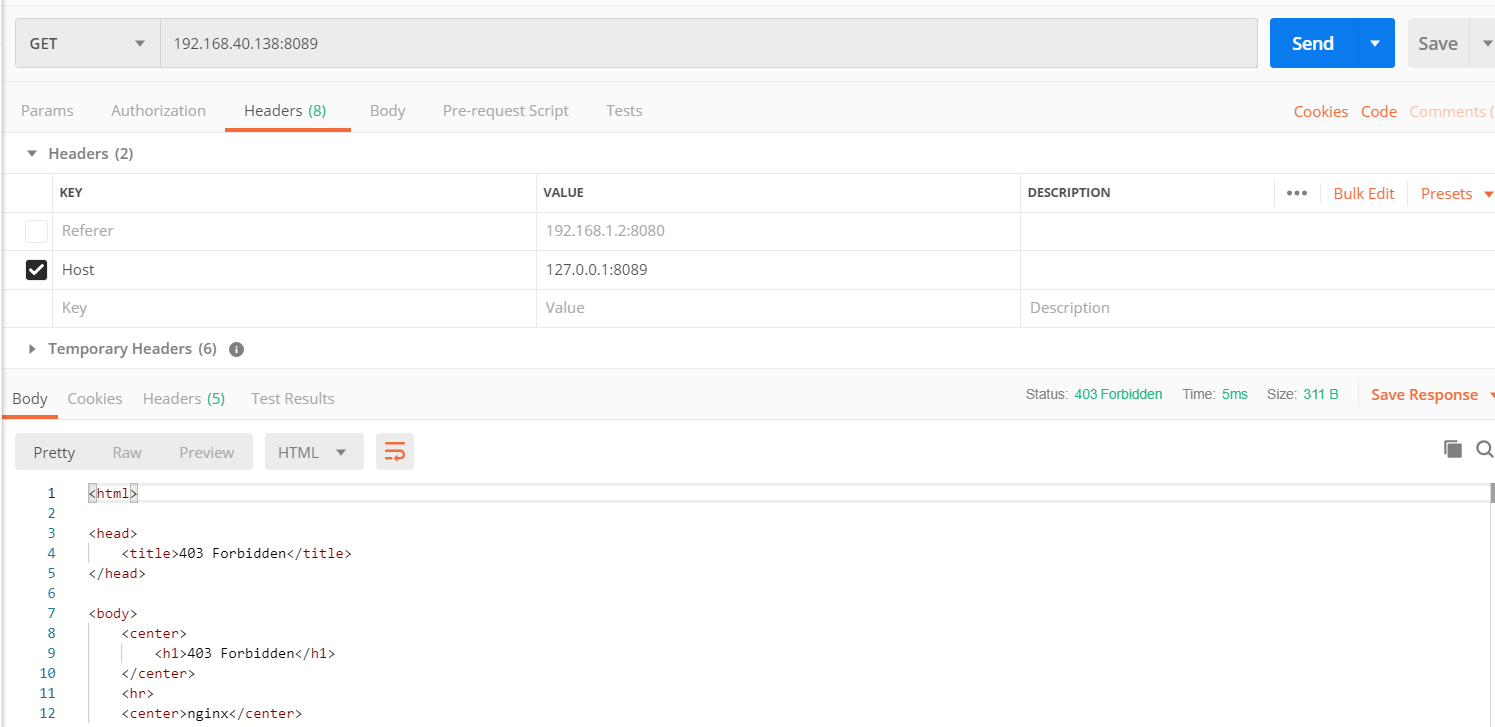 GET 192.168.40.138:8089 Send Save
Params Authorization Headers (8) Body Pre-request Script Tests Cookies Code Comments (
Headers (2)
KEY VALUE DESCRIPTION ••• Bulk Edit Presets
Referer 192.168.1.2:8080
Host 127.0.0.1:8089
Key Value Description
Temporary Headers (6) i
Body Cookies Headers (5) Test Results Status: 403 Forbidden Time: 5ms Size: 311 B Save Response
Pretty Raw Preview HTML
1 <html>
2
3 <head>
4 <title>403 Forbidden</title>
5 </head>
6
7 <body>
8 <center>
9 <h1>403 Forbidden</h1>
10 </center>
11 <hr>
12 <center>nginx</center>